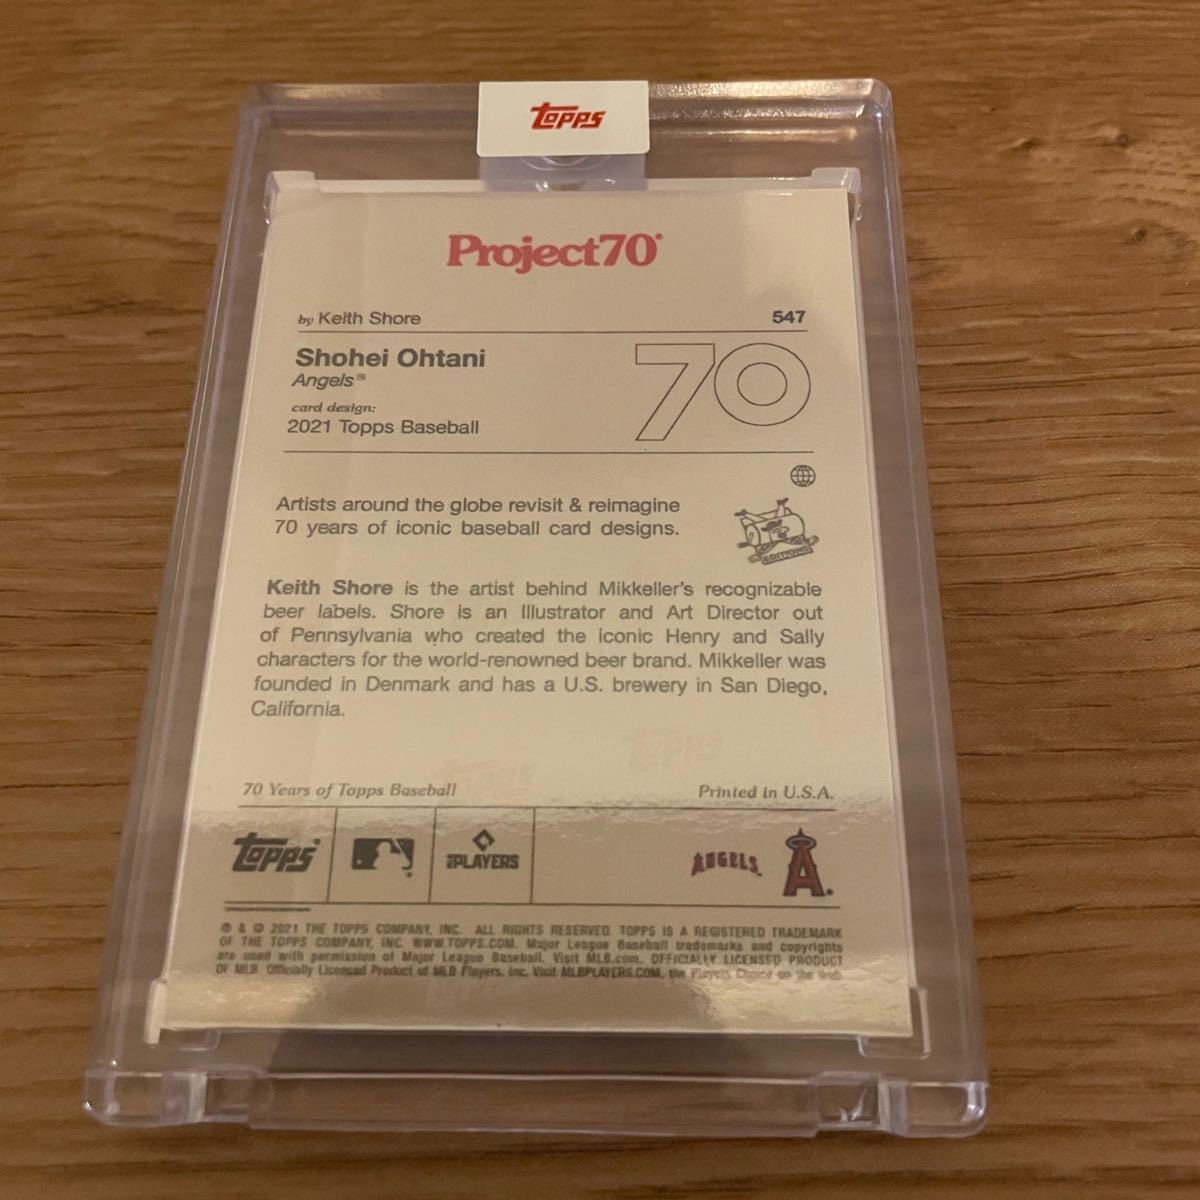 Topps
Project70®
by Keith Shore 547
Shohei Ohtani
Angels™
card design:
2021 Topps Baseball
70
Artists around the globe revisit & reimagine
70 years of iconic baseball card designs.
EDITIONS
Keith Shore is the artist behind Mikkeller's recognizable
beer labels. Shore is an Illustrator and Art Director out
of Pennsylvania who created the iconic Henry and Sally
characters for the world-renowned beer brand. Mikkeller was
founded in Denmark and has a U.S. brewery in San Diego,
California.
70 Years of Topps Baseball Printed in U.S.A.
Topps PLAYERS ANGELS A
® & © 2021 THE TOPPS COMPANY, INC. ALL RIGHTS RESERVED. TOPPS IS A REGISTERED TRADEMARK
OF THE TOPPS COMPANY, INC. WWW.TOPPS.COM. Major League Baseball trademarks and copyrights
are used with permission of Major League Baseball. Visit MLB.com. OFFICIALLY LICENSED PRODUCT
OF MLB Officially Licensed Product of MLB Players, Inc. Visit MLBPLAYERS.COM, the Players Choice on the web